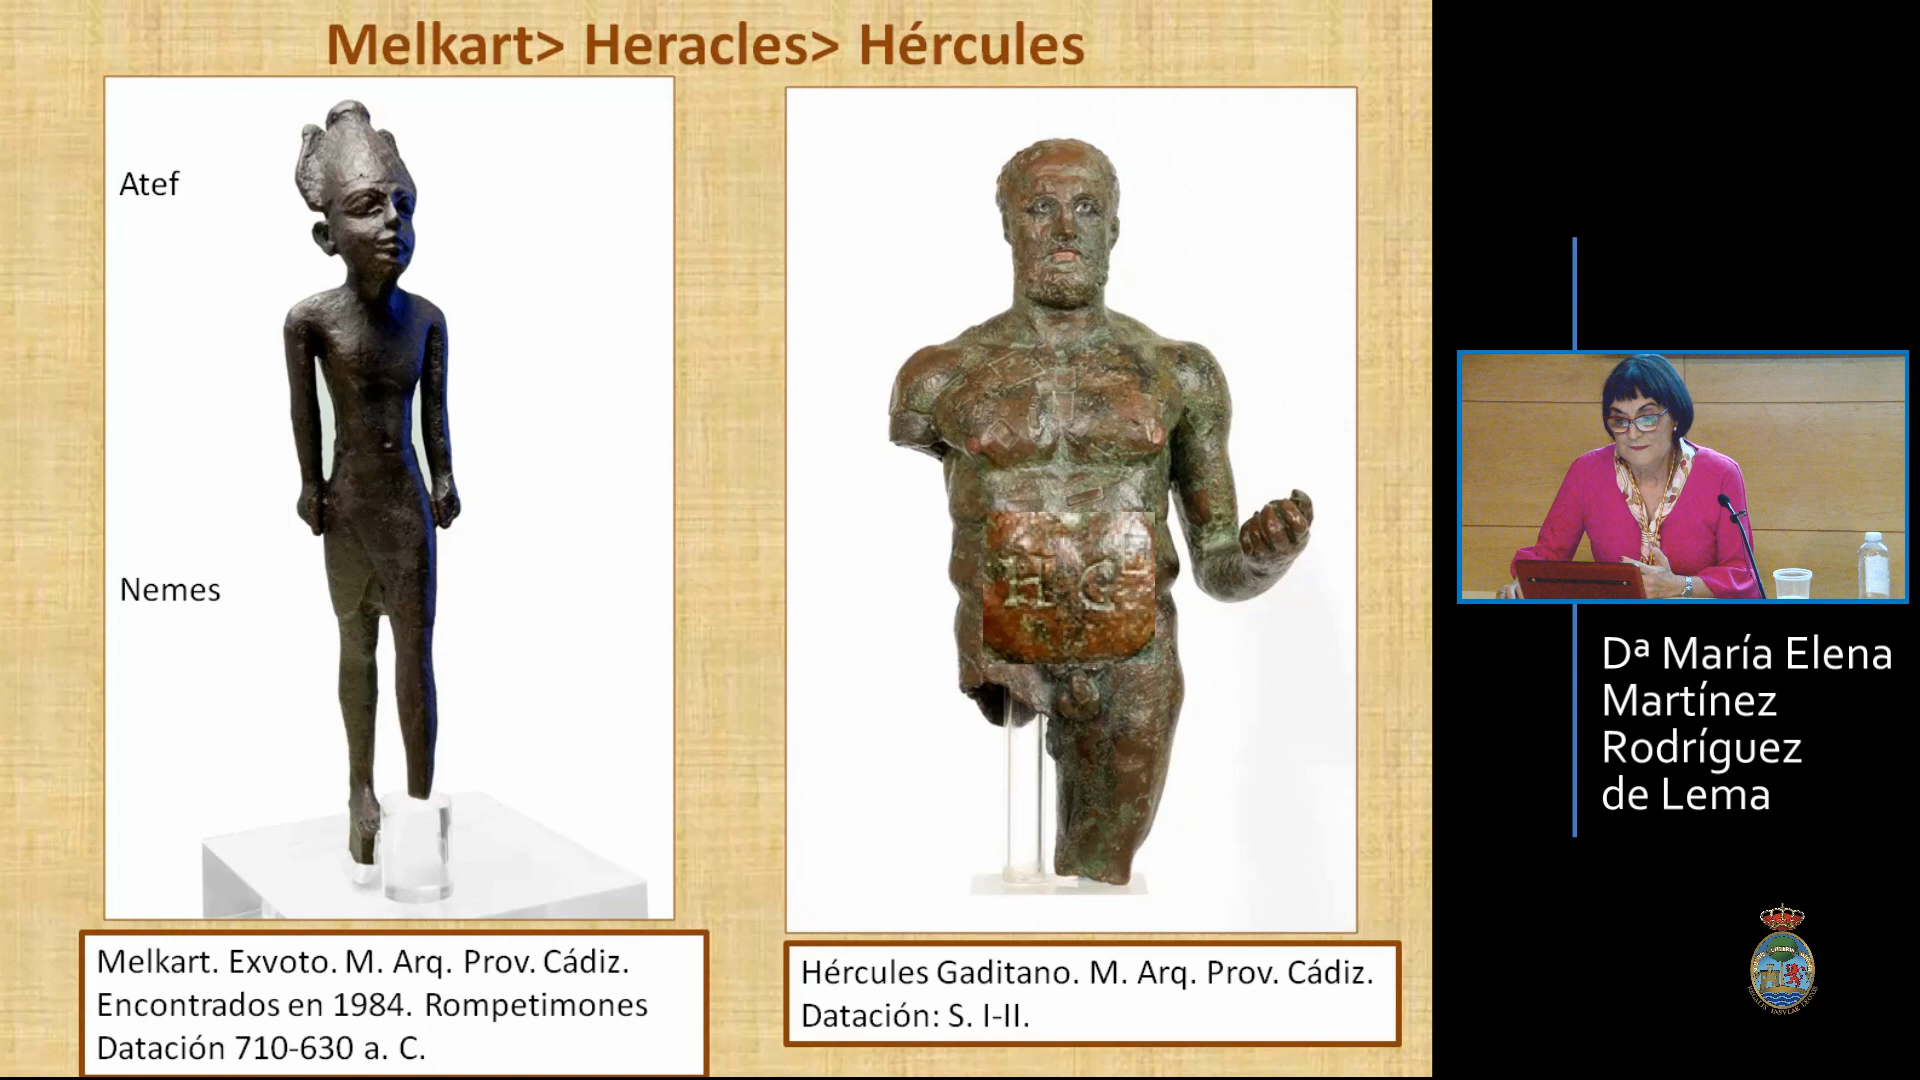 Melkart> Heracles> Hércules
Atef
Nemes
H G
Melkart. Exvoto. M. Arq. Prov. Cádiz.
Encontrados en 1984. Rompetimones
Datación 710-630 a. C.
Hércules Gaditano. M. Arq. Prov. Cádiz.
Datación: S. I-II.
Dª María Elena
Martínez
Rodríguez
de Lema